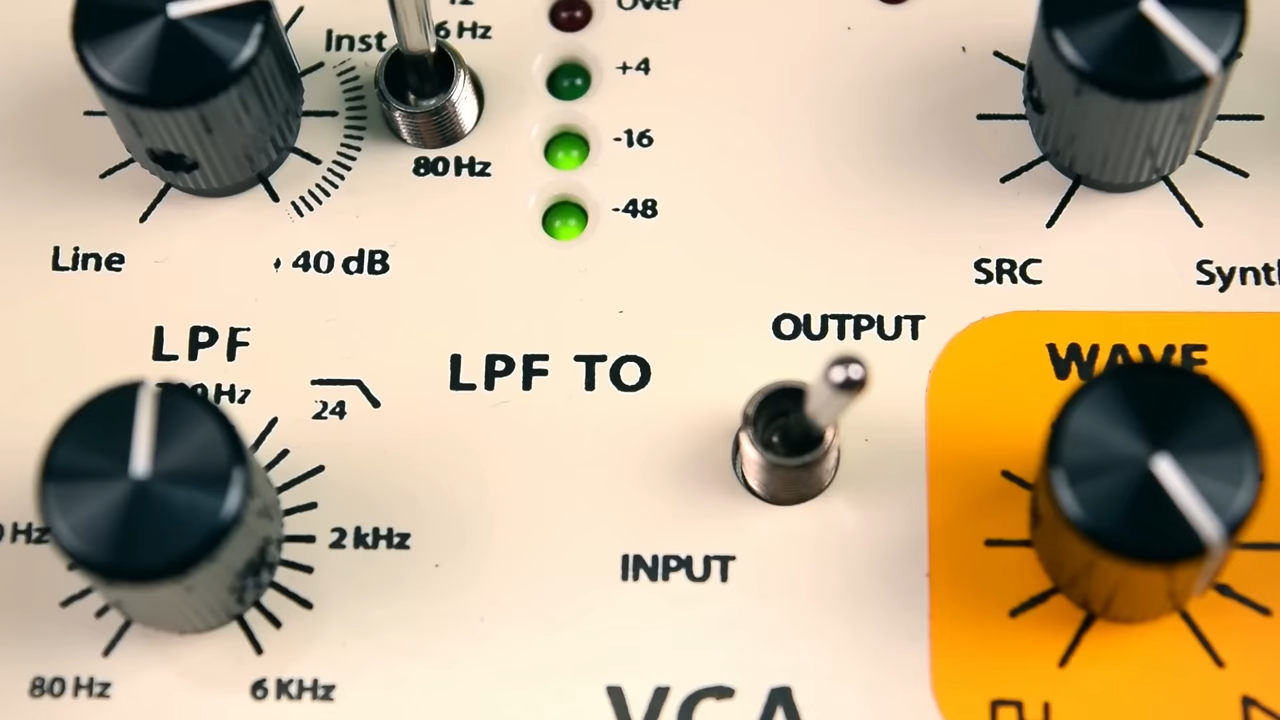 Over
6 Hz
Inst
+4
-16
80 Hz
-48
Line
40 dB
SRC
OUTPUT
LPF
LPF TO
WAVE
24
2 kHz
INPUT
80 Hz
6 KHz
VCA